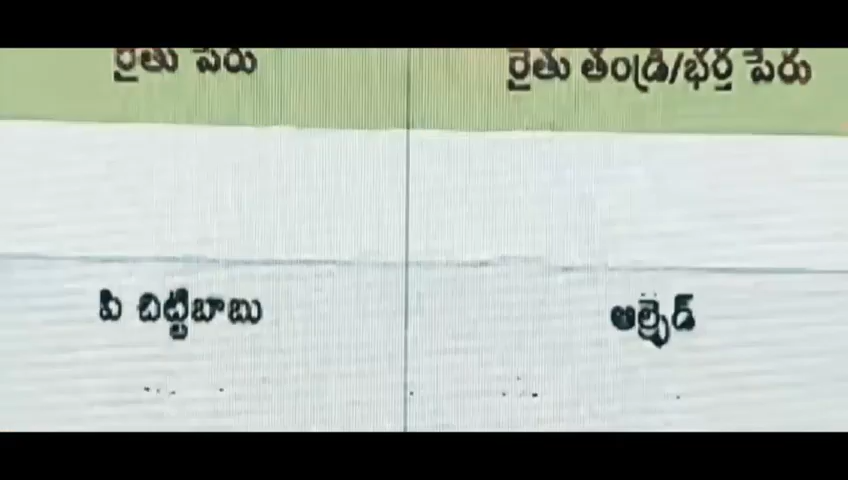 రైతు పేరు రైతు తండ్రి/భర్త పేరు
పి చిట్టిబాబు ఆల్ఫ్రెడ్